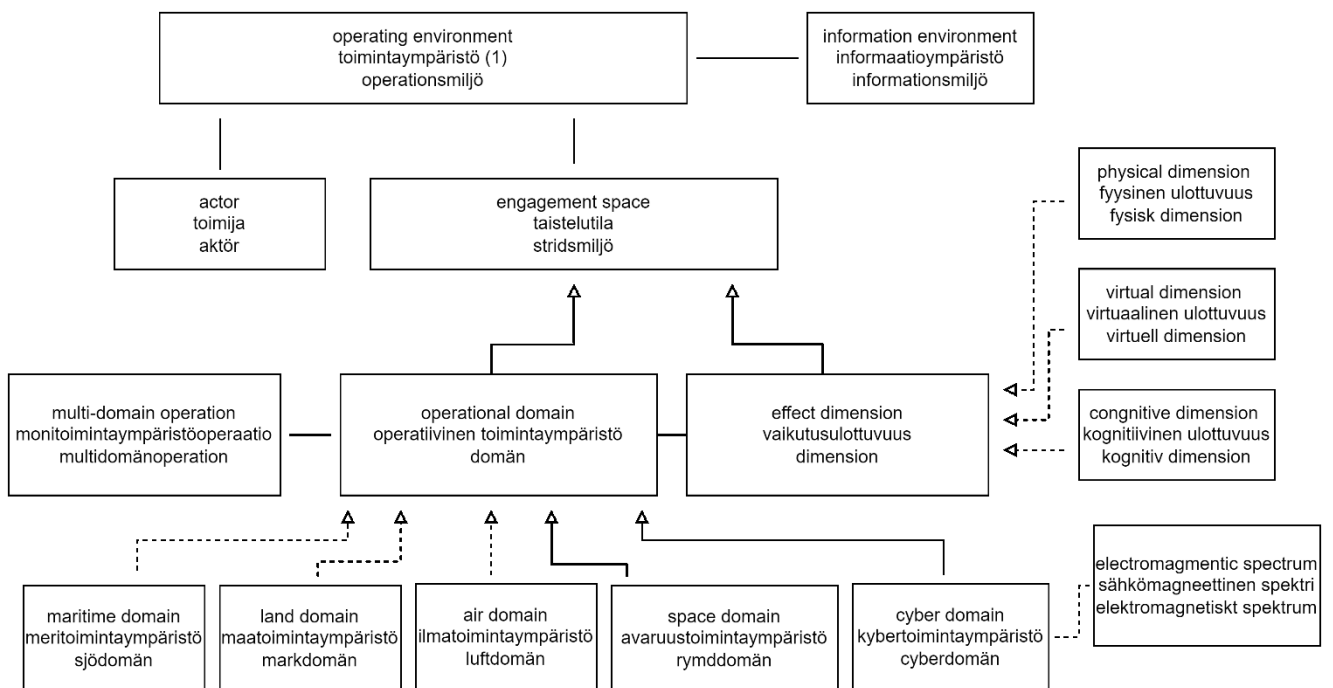 operating environment
toimintaympäristö (1)
operationsmiljö
information environment
informaatioympäristö
informationsmiljö
actor
toimija
aktör
engagement space
taistelutila
stridsmiljö
physical dimension
fyysinen ulottuvuus
fysisk dimension
virtual dimension
virtuaalinen ulottuvuus
virtuell dimension
multi-domain operation
monitoimintaympäristöoperaatio
multidomänoperation
operational domain
operatiivinen toimintaympäristö
domän
effect dimension
vaikutusulottuvuus
dimension
congnitive dimension
kognitiivinen ulottuvuus
kognitiv dimension
maritime domain
meritoimintaympäristö
sjödomän
land domain
maatoimintaympäristö
markdomän
air domain
ilmatoimintaympäristö
luftdomän
space domain
avaruustoimintaympäristö
rymddomän
cyber domain
kybertoimintaympäristö
cyberdomän
electromagmentic spectrum
sähkömagneettinen spektri
elektromagnetiskt spektrum